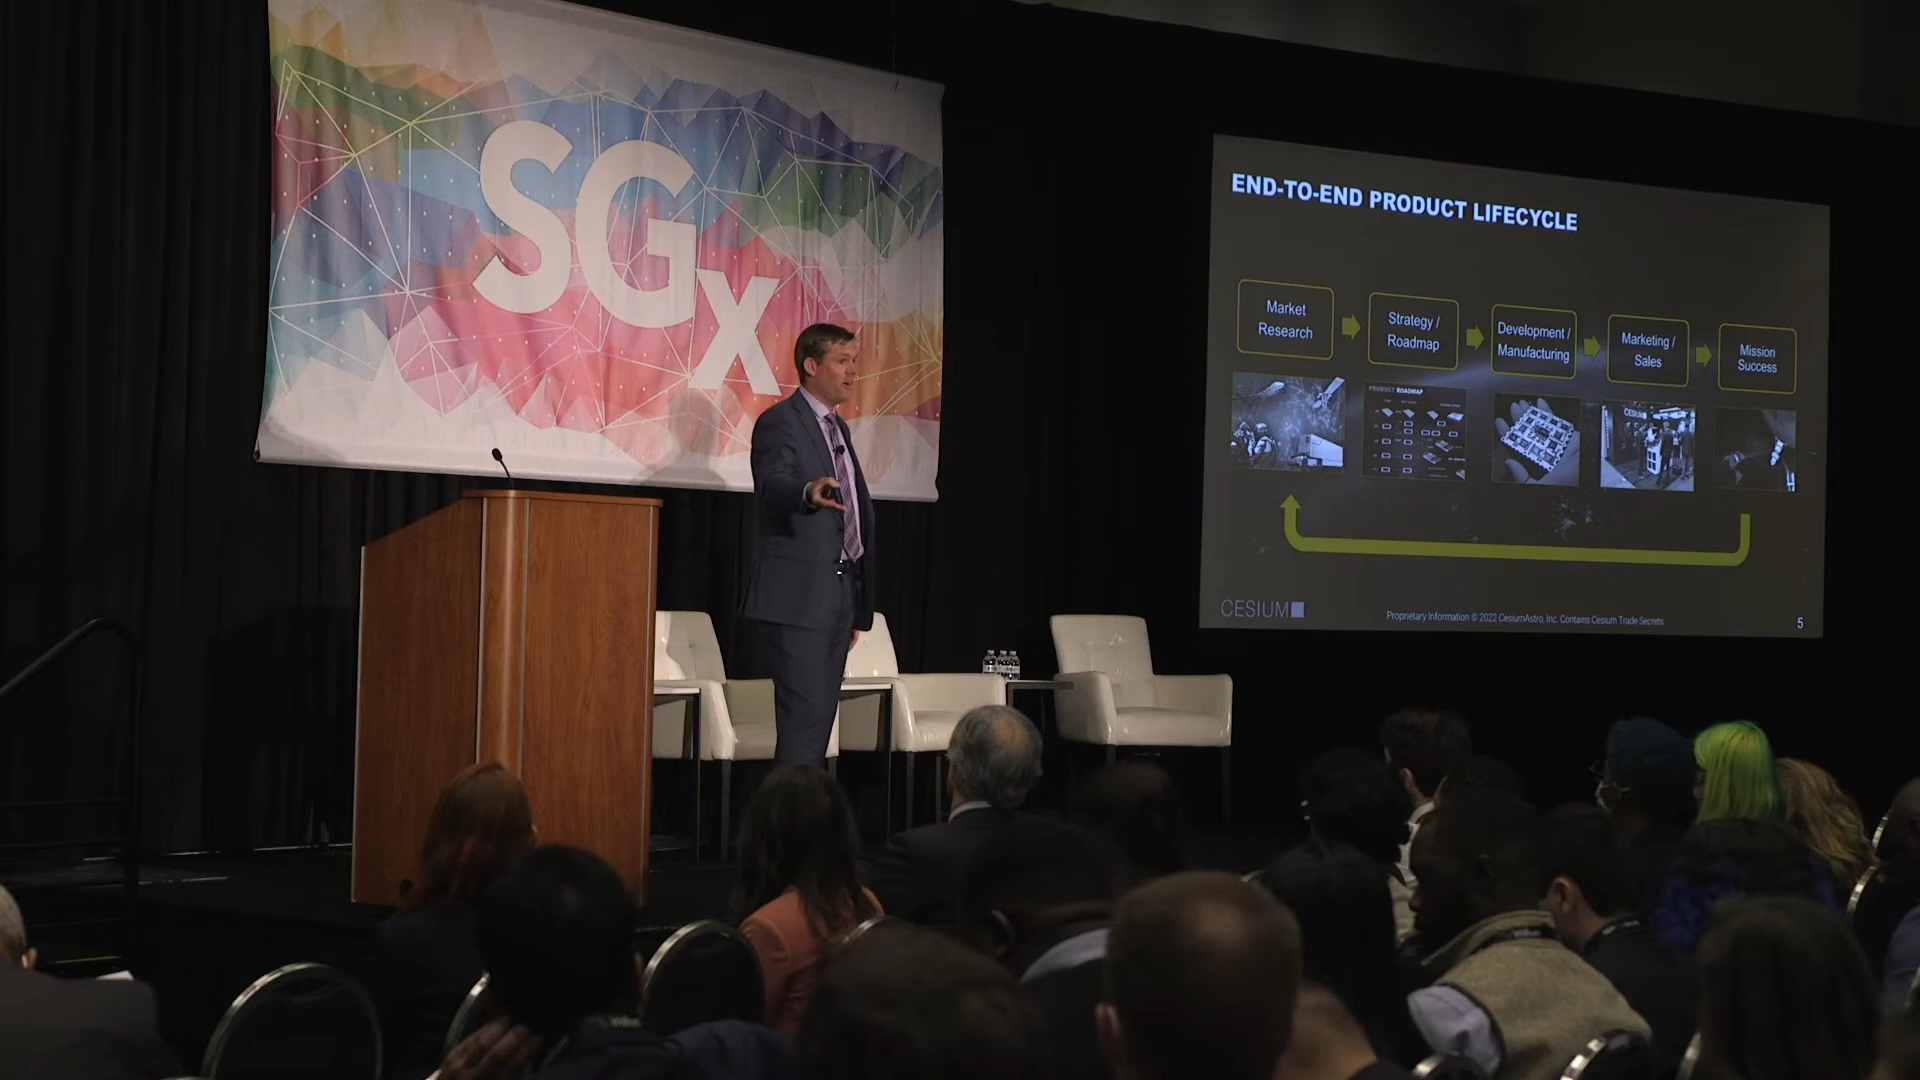 SGx
END-TO-END PRODUCT LIFECYCLE
Market
Research
Strategy /
Roadmap
Development /
Manufacturing
Marketing /
Sales
Mission
Success
PRODUCT ROADMAP
CESIUM
CESIUM
Proprietary Information © 2022 CesiumAstro, Inc. Contains Cesium Trade Secrets
5